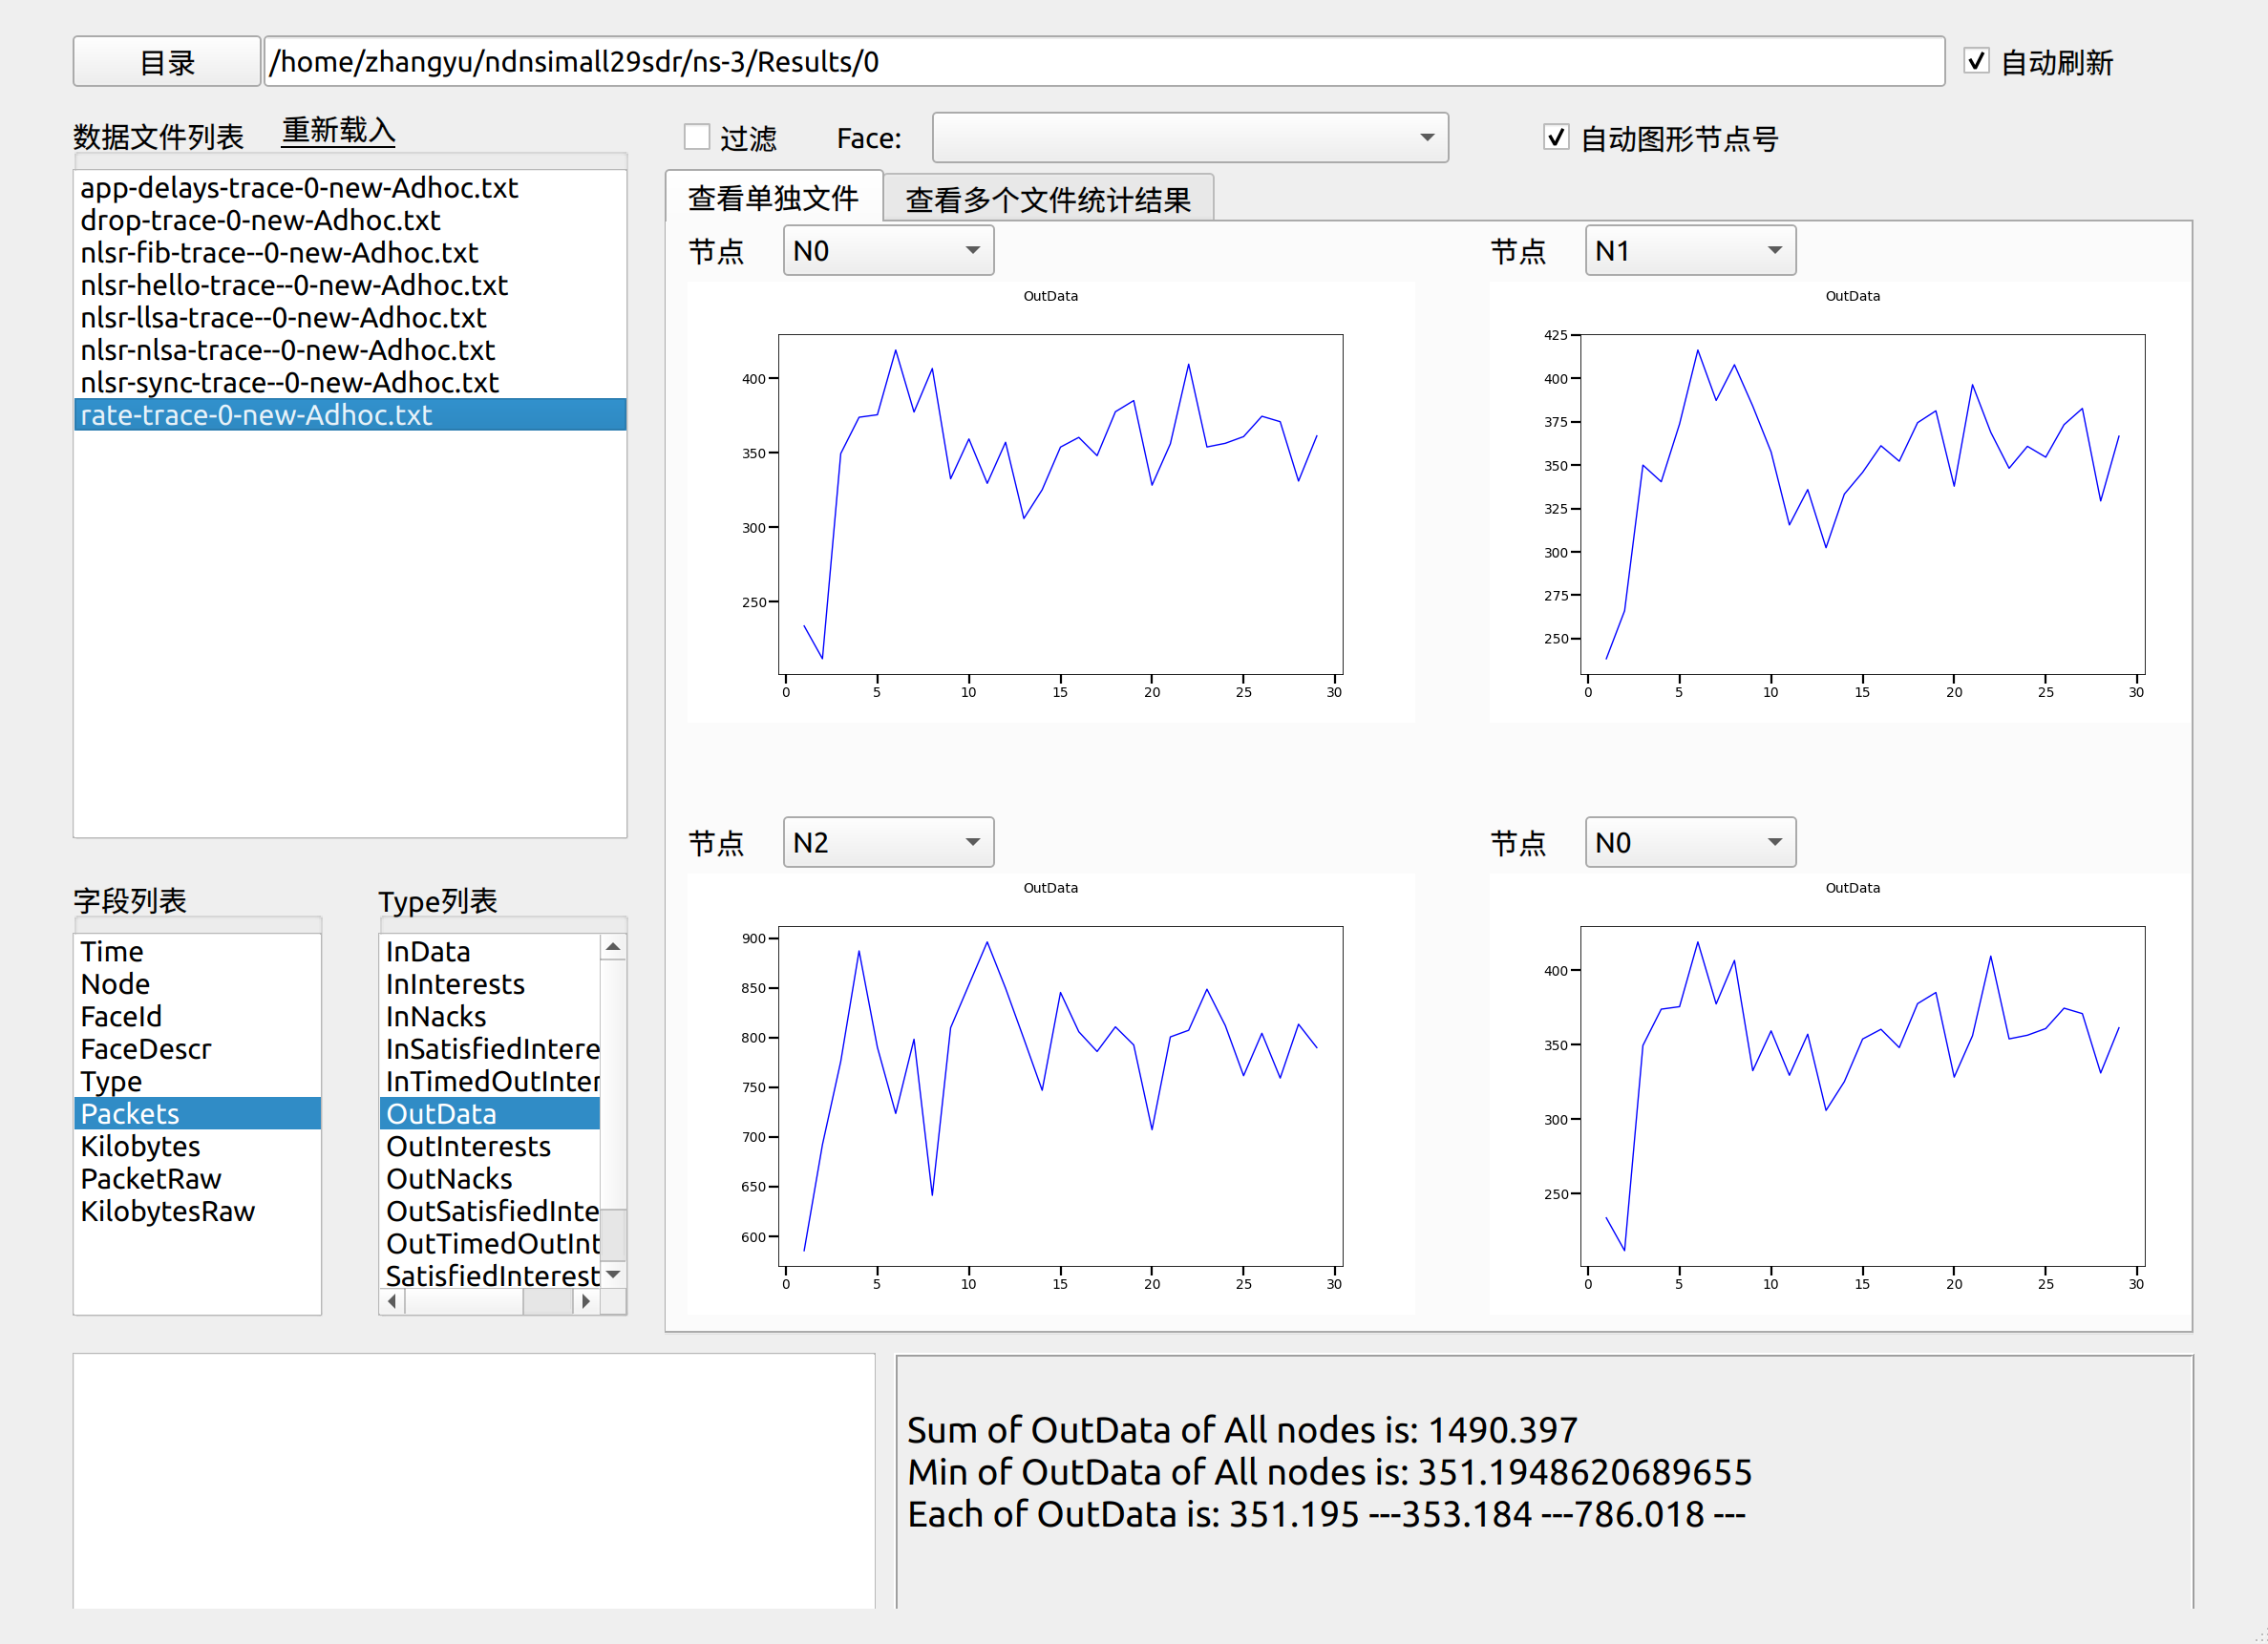 目录 /home/zhangyu/ndnsimall29sdr/ns-3/Results/0 自动刷新
数据文件列表 重新载入
app-delays-trace-0-new-Adhoc.txt
drop-trace-0-new-Adhoc.txt
nlsr-fib-trace--0-new-Adhoc.txt
nlsr-hello-trace--0-new-Adhoc.txt
nlsr-llsa-trace--0-new-Adhoc.txt
nlsr-nlsa-trace--0-new-Adhoc.txt
nlsr-sync-trace--0-new-Adhoc.txt
rate-trace-0-new-Adhoc.txt
过滤 Face: 自动图形节点号
查看单独文件 查看多个文件统计结果
节点 N0
OutData
400
350
300
250
0 5 10 15 20 25 30
节点 N1
OutData
425
400
375
350
325
300
275
250
0 5 10 15 20 25 30
节点 N2
OutData
900
850
800
750
700
650
600
0 5 10 15 20 25 30
节点 N0
OutData
400
350
300
250
0 5 10 15 20 25 30
字段列表
Time
Node
FaceId
FaceDescr
Type
Packets
Kilobytes
PacketRaw
KilobytesRaw
Type列表
InData
InInterests
InNacks
InSatisfiedIntere
InTimedOutInter
OutData
OutInterests
OutNacks
OutSatisfiedInte
OutTimedOutInt
SatisfiedInterest
Sum of OutData of All nodes is: 1490.397
Min of OutData of All nodes is: 351.1948620689655
Each of OutData is: 351.195 ---353.184 ---786.018 ---